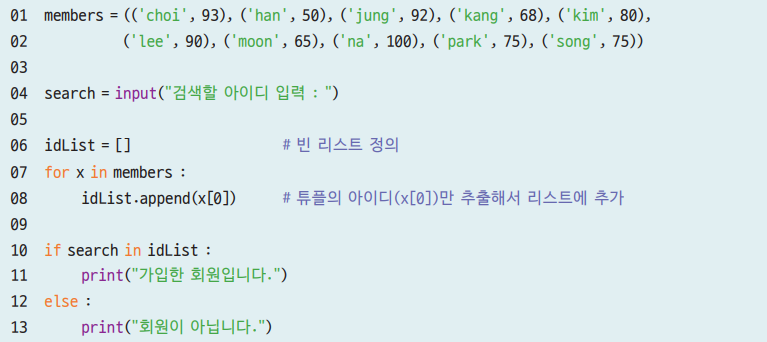 01 members = (('choi', 93), ('han', 50), ('jung', 92), ('kang', 68), ('kim', 80),
02 ('lee', 90), ('moon', 65), ('na', 100), ('park', 75), ('song', 75))
03
04 search = input("검색할 아이디 입력 : ")
05
06 idList = [] # 빈 리스트 정의
07 for x in members :
08 idList.append(x[0]) # 튜플의 아이디(x[0])만 추출해서 리스트에 추가
09
10 if search in idList :
11 print("가입한 회원입니다.")
12 else :
13 print("회원이 아닙니다.")